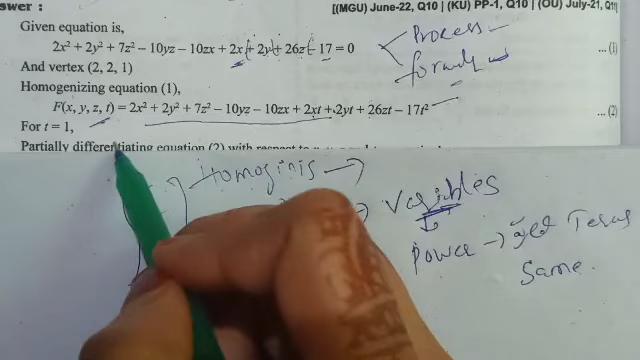 swer :
[(MGU) June-22, Q10 | (KU) PP-1, Q10 | (OU) July-21, Q11
Given equation is,
2x² + 2y² + 7z² – 10yz – 10zx + 2x + 2y + 26z – 17 = 0 ... (1)
Process
formula
And vertex (2, 2, 1)
Homogenizing equation (1),
F(x, y, z, t) = 2x² + 2y² + 7z² – 10yz – 10zx + 2xt + 2yt + 26zt – 17t² ... (2)
For t = 1,
Partially differentiating equation (2) with respect to
Homoginis →
→ Variables
Power → all Terms
Same.